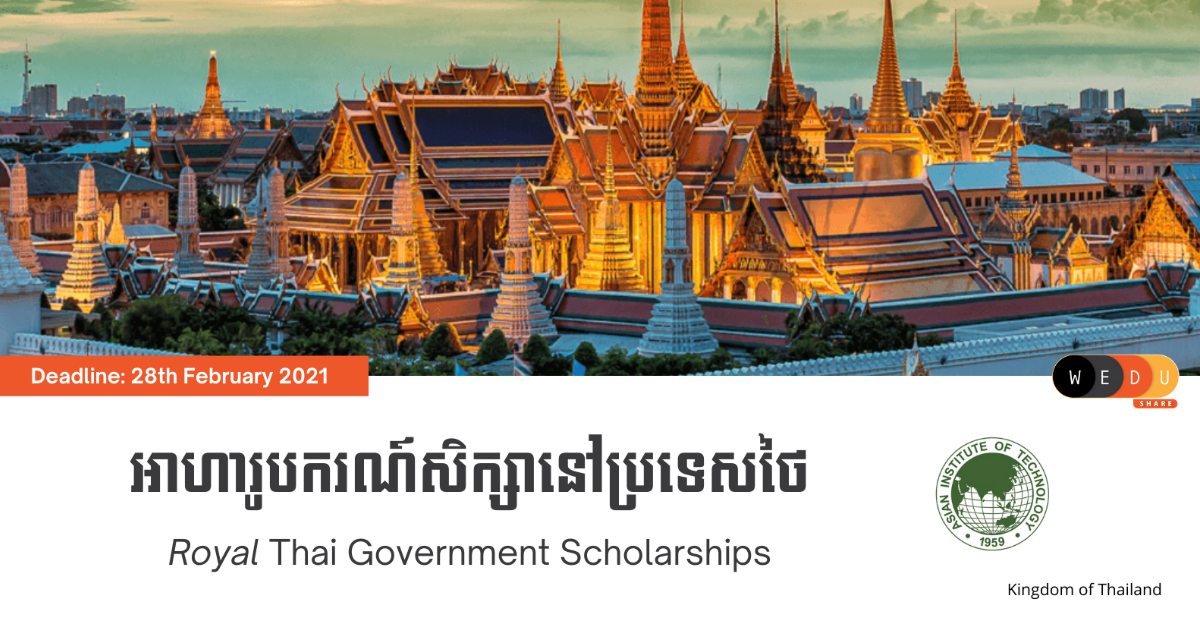 Deadline: 28th February 2021
WEDU
SHARE
អាហារូបករណ៍សិក្សានៅប្រទេសថៃ
Royal Thai Government Scholarships
ASIAN INSTITUTE OF TECHNOLOGY
1959
Kingdom of Thailand